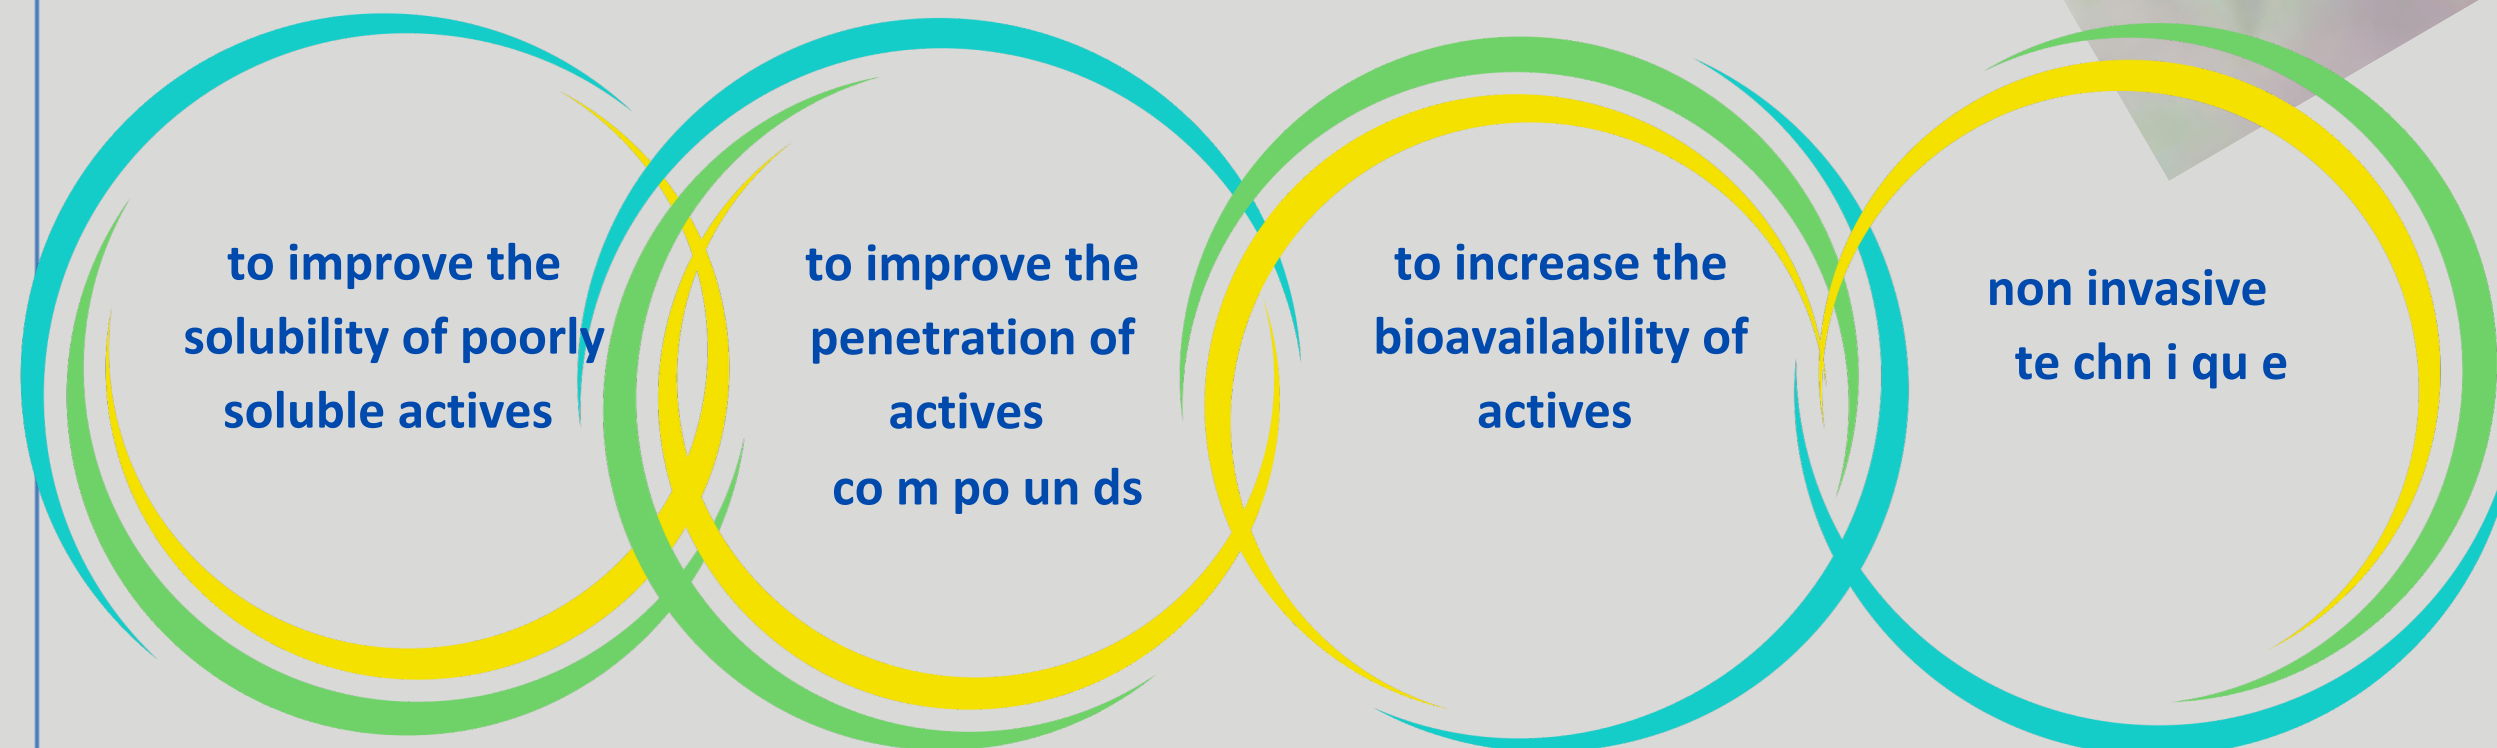 to improve the
solubility of poorly
soluble actives
to improve the
penetration of
actives
co m po un ds
to increase the
bioavailability of
actives
non invasive
te chn i qu e